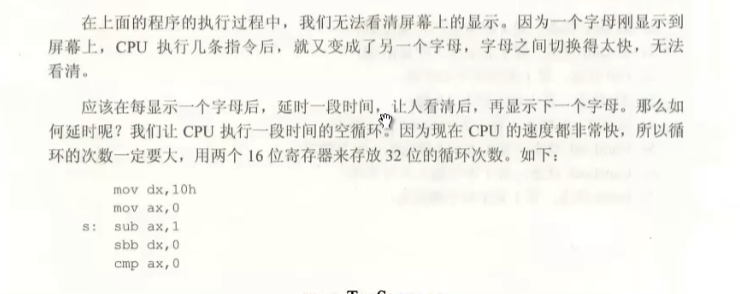 在上面的程序的执行过程中，我们无法看清屏幕上的显示。因为一个字母刚显示到
屏幕上，CPU 执行几条指令后，就又变成了另一个字母，字母之间切换得太快，无法
看清。
应该在每显示一个字母后，延时一段时间，让人看清后，再显示下一个字母。那么如
何延时呢？我们让 CPU 执行一段时间的空循环。因为现在 CPU 的速度都非常快，所以循
环的次数一定要大，用两个 16 位寄存器来存放 32 位的循环次数。如下：
mov dx,10h
mov ax,0
s: sub ax,1
sbb dx,0
cmp ax,0